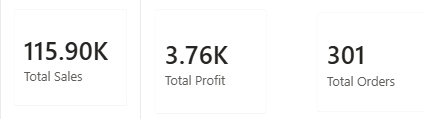 115.90K
Total Sales
3.76K
Total Profit
301
Total Orders